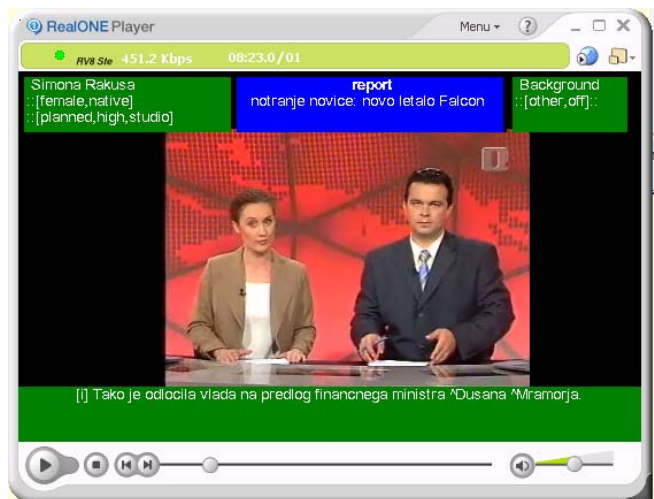 RealONE Player
Menu
?
RV8 Ste 451.2 Kbps 08:23.0/01
Simona Rakusa
::[female,native]
::[planned,high,studio]
report
notranje novice: novo letalo Falcon
Background
::[other,off]::
[i] Tako je odlocila vlada na predlog financnega ministra ^Dusana ^Mramorja.